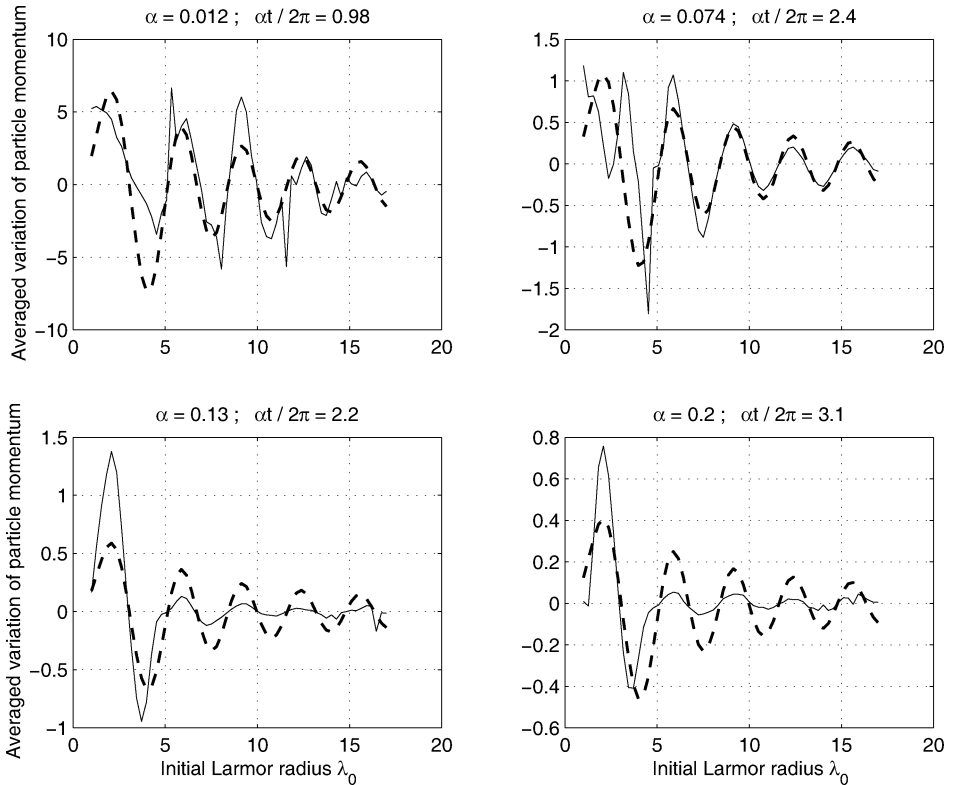 α = 0.012 ; αt / 2π = 0.98
Averaged variation of particle momentum
10
5
0
−5
−10
0 5 10 15 20
α = 0.074 ; αt / 2π = 2.4
1.5
1
0.5
0
−0.5
−1
−1.5
−2
0 5 10 15 20
α = 0.13 ; αt / 2π = 2.2
Averaged variation of particle momentum
1.5
1
0.5
0
−0.5
−1
0 5 10 15 20
Initial Larmor radius λ₀
α = 0.2 ; αt / 2π = 3.1
0.8
0.6
0.4
0.2
0
−0.2
−0.4
−0.6
0 5 10 15 20
Initial Larmor radius λ₀